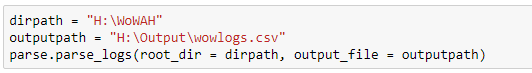 dirpath = "H:\WoWAH"
outputpath = "H:\Output\wowlogs.csv"
parse.parse_logs(root_dir = dirpath, output_file = outputpath)